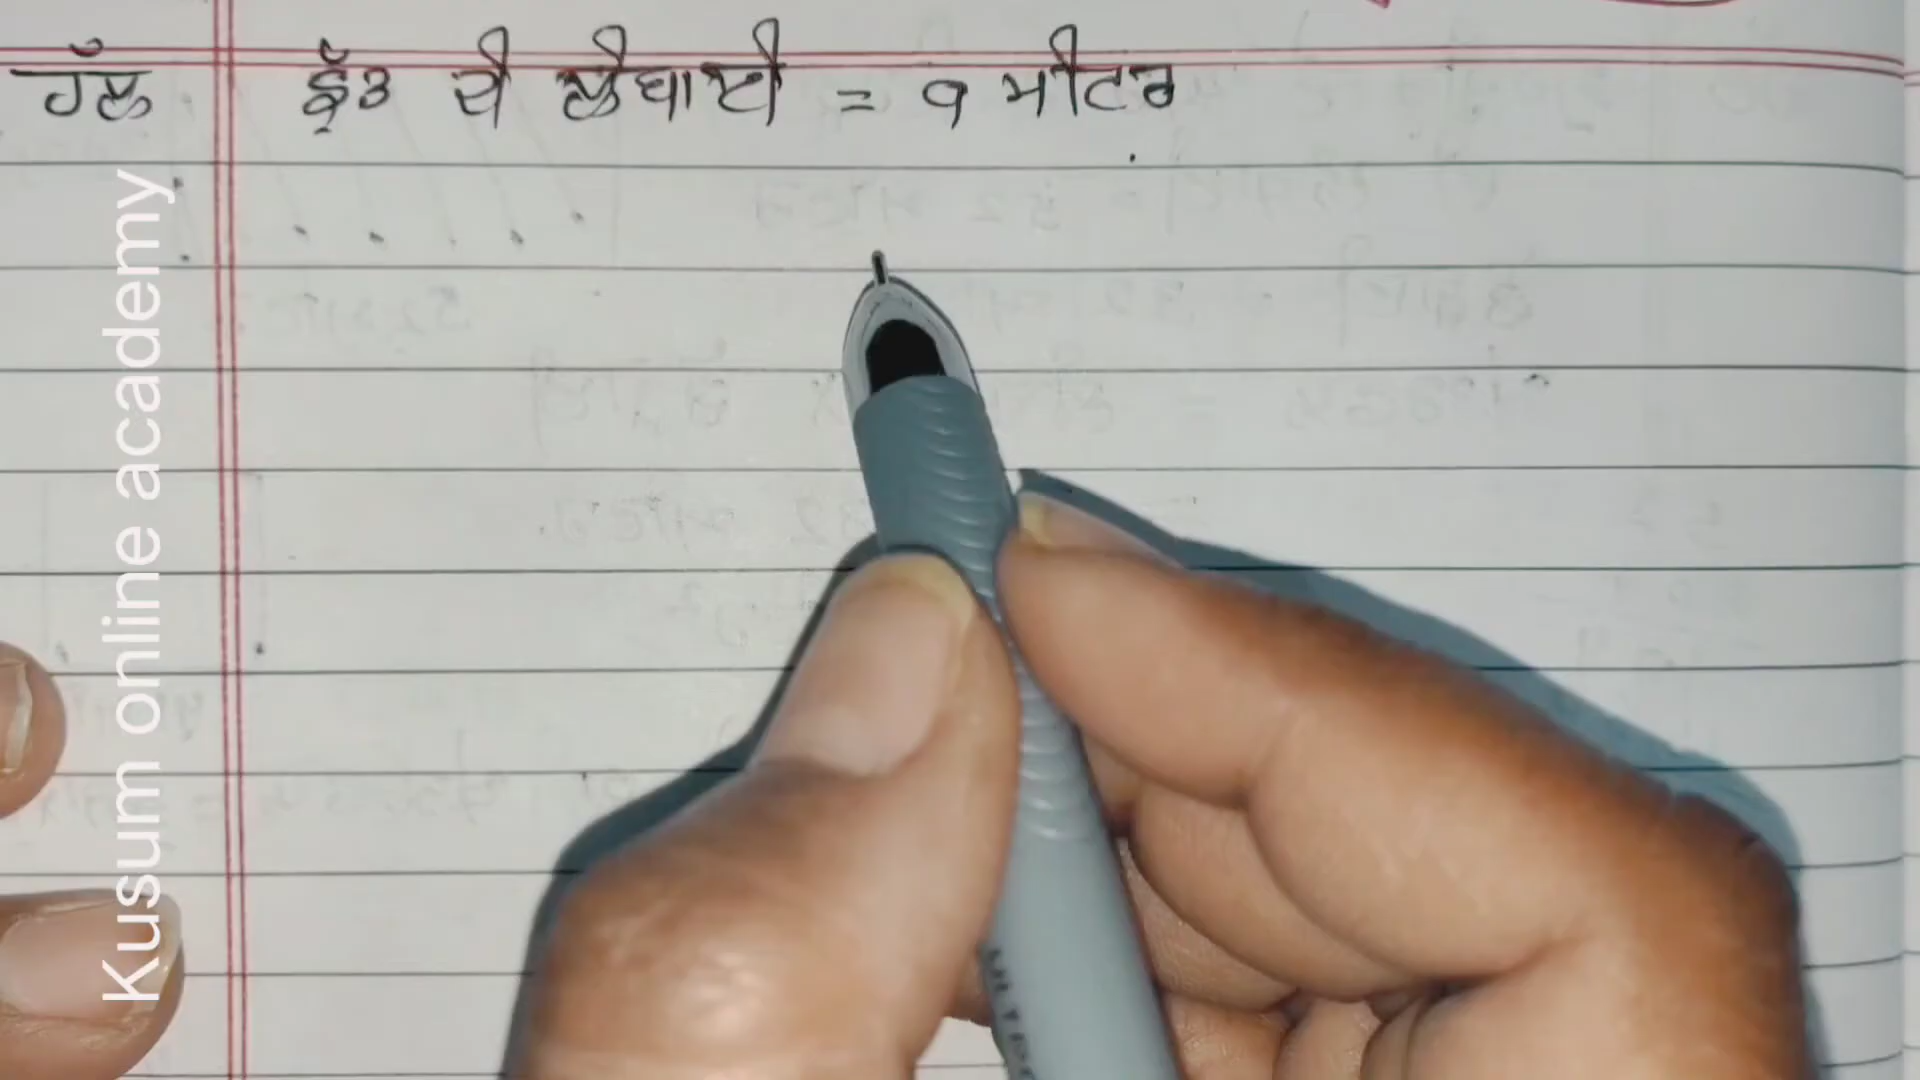 ਹੱਲ ਛੱਤ ਦੀ ਲੰਬਾਈ = 9 ਮੀਟਰ
Kusum online academy